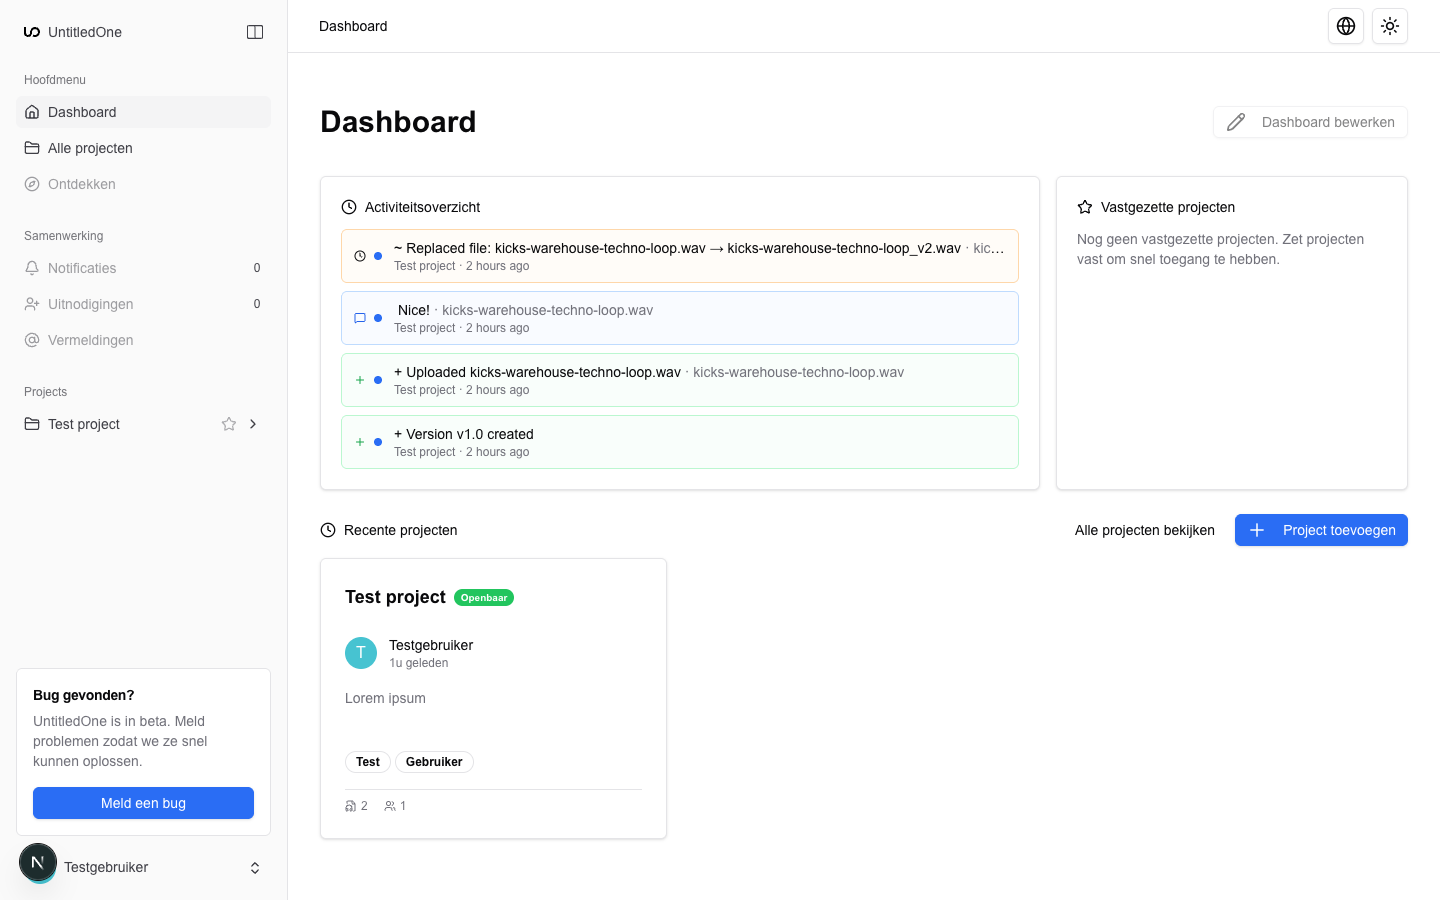 UntitledOne
Hoofdmenu
Dashboard
Alle projecten
Ontdekken
Samenwerking
Notificaties 0
Uitnodigingen 0
Vermeldingen
Projects
Test project
Bug gevonden?
UntitledOne is in beta. Meld
problemen zodat we ze snel
kunnen oplossen.
Meld een bug
N
Testgebruiker
Dashboard
Dashboard
Dashboard bewerken
Activiteitsoverzicht
~ Replaced file: kicks-warehouse-techno-loop.wav → kicks-warehouse-techno-loop_v2.wav · kic...
Test project · 2 hours ago
Nice! · kicks-warehouse-techno-loop.wav
Test project · 2 hours ago
+ Uploaded kicks-warehouse-techno-loop.wav · kicks-warehouse-techno-loop.wav
Test project · 2 hours ago
+ Version v1.0 created
Test project · 2 hours ago
Vastgezette projecten
Nog geen vastgezette projecten. Zet projecten
vast om snel toegang te hebben.
Recente projecten
Alle projecten bekijken
Project toevoegen
Test project Openbaar
T
Testgebruiker
1u geleden
Lorem ipsum
Test Gebruiker
2 1